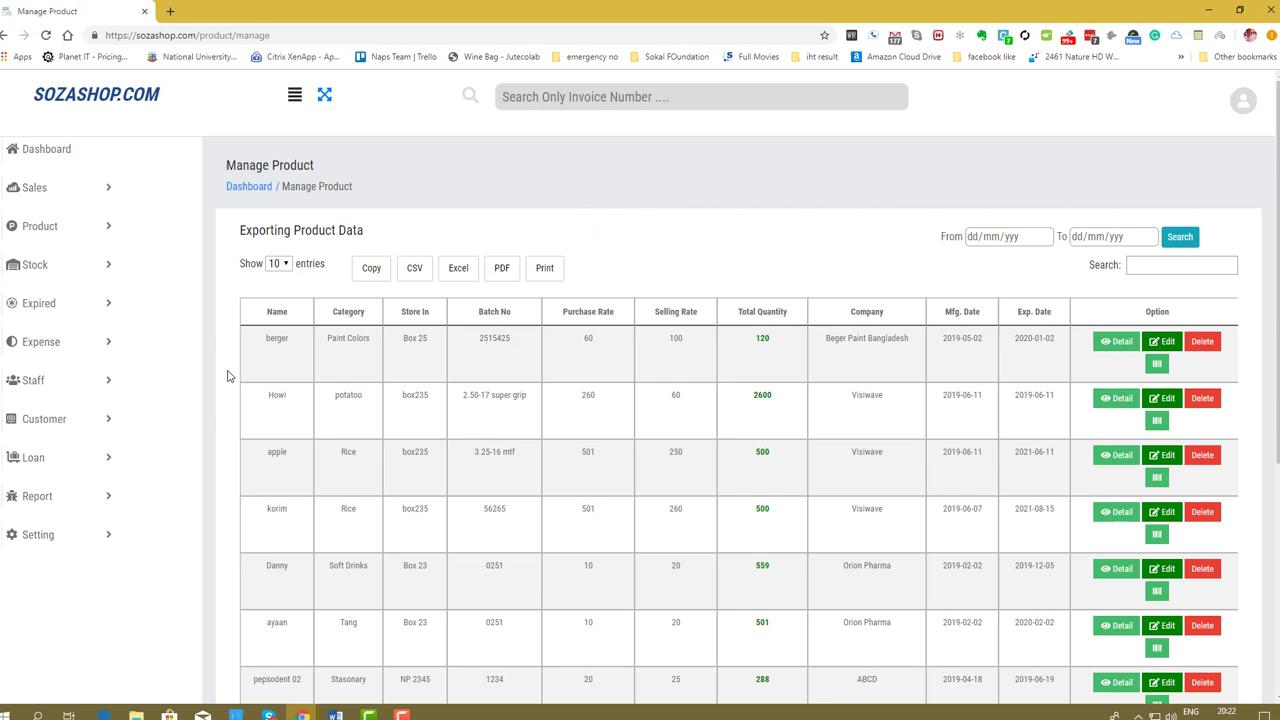 Manage Product
https://sozashop.com/product/manage
177 7 99+ 7 New
Apps Planet IT - Pricing... National University... Citrix XenApp - Ap... Naps Team | Trello Wine Bag - Jutecolab emergency no Sokal FOundation Full Movies iht result Amazon Cloud Drive facebook like 2461 Nature HD W... » Other bookmarks
SOZASHOP.COM Search Only Invoice Number ....
Dashboard
Sales
Product
Stock
Expired
Expense
Staff
Customer
Loan
Report
Setting
Manage Product
Dashboard / Manage Product
Exporting Product Data
From dd/mm/yyy To dd/mm/yyy Search
Show 10 entries Copy CSV Excel PDF Print Search:
Name Category Store In Batch No Purchase Rate Selling Rate Total Quantity Company Mfg. Date Exp. Date Option
berger Paint Colors Box 25 2515425 60 100 120 Beger Paint Bangladesh 2019-05-02 2020-01-02 Detail Edit Delete
Howi potatoo box235 2.50-17 super grip 260 60 2600 Visiwave 2019-06-11 2019-06-11 Detail Edit Delete
apple Rice box235 3.25-16 mtf 501 250 500 Visiwave 2019-06-11 2021-06-11 Detail Edit Delete
korim Rice box235 56265 501 260 500 Visiwave 2019-06-07 2021-08-15 Detail Edit Delete
Danny Soft Drinks Box 23 0251 10 20 559 Orion Pharma 2019-02-02 2019-12-05 Detail Edit Delete
ayaan Tang Box 23 0251 10 20 501 Orion Pharma 2019-02-02 2020-02-02 Detail Edit Delete
pepsodent 02 Stasonary NP 2345 1234 20 25 288 ABCD 2019-04-18 2019-06-19 Detail Edit Delete
ENG 20:22